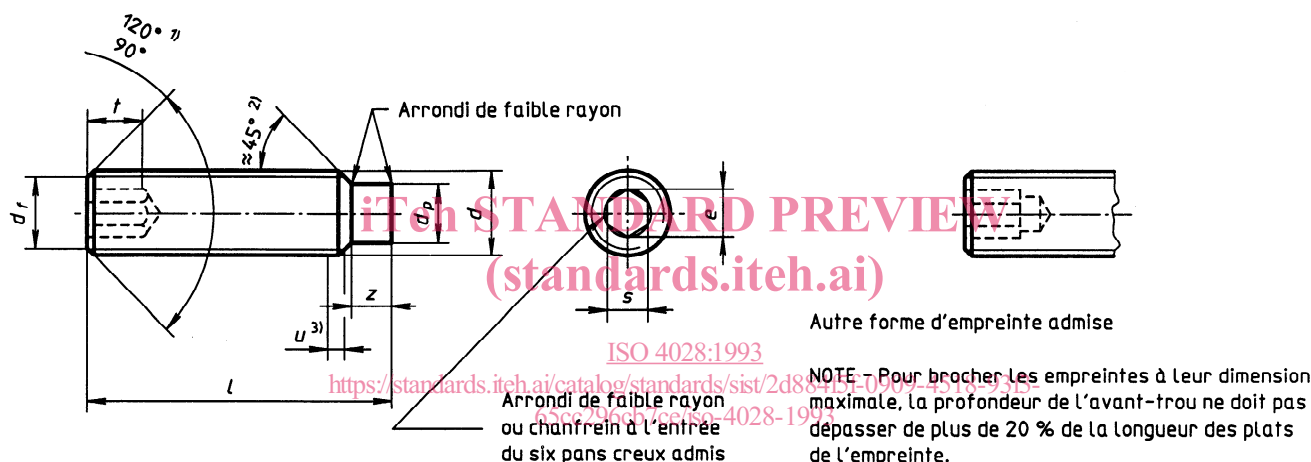 120° 1)
90°
t
≈45° 2)
Arrondi de faible rayon
df
dp
d
e
s
z
u 3)
l
iTeh STANDARD PREVIEW
(standards.iteh.ai)
Autre forme d'empreinte admise
ISO 4028:1993
https://standards.iteh.ai/catalog/standards/sist/2d884f5f-0909-4518-93f3-
65cc296cb7ce/iso-4028-1993
Arrondi de faible rayon
ou chanfrein à l'entrée
du six pans creux admis
NOTE - Pour brocher les empreintes à leur dimension
maximale, la profondeur de l'avant-trou ne doit pas
dépasser de plus de 20 % de la longueur des plats
de l'empreinte.